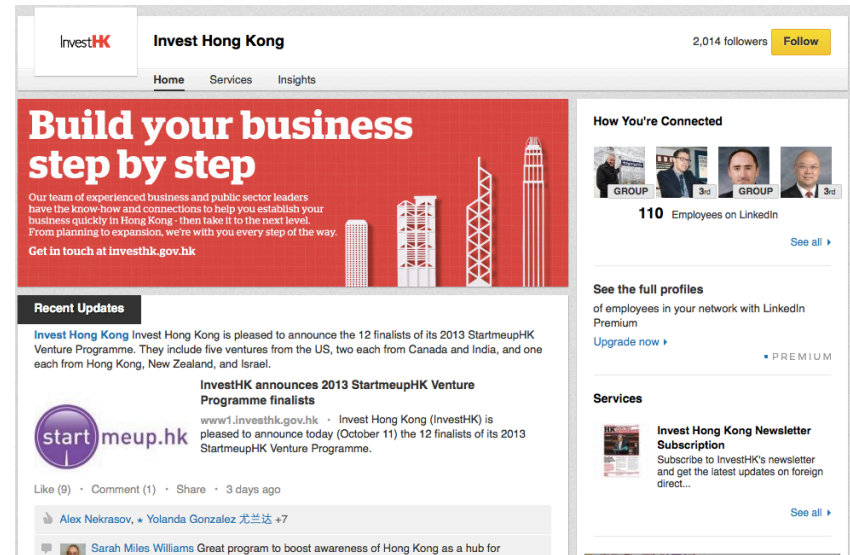 InvestHK
Invest Hong Kong
2,014 followers
Follow
Home
Services
Insights
Build your business
step by step
Our team of experienced business and public sector leaders
have the know-how and connections to help you establish your
business quickly in Hong Kong - then take it to the next level.
From planning to expansion, we're with you every step of the way.
Get in touch at investhk.gov.hk
Recent Updates
Invest Hong Kong Invest Hong Kong is pleased to announce the 12 finalists of its 2013 StartmeupHK
Venture Programme. They include five ventures from the US, two each from Canada and India, and one
each from Hong Kong, New Zealand, and Israel.
startmeup.hk
InvestHK announces 2013 StartmeupHK Venture
Programme finalists
www1.investhk.gov.hk · Invest Hong Kong (InvestHK) is
pleased to announce today (October 11) the 12 finalists of its 2013
StartmeupHK Venture Programme.
Like (9) · Comment (1) · Share · 3 days ago
Alex Nekrasov, ★ Yolanda Gonzalez 尤兰达 +7
Sarah Miles Williams Great program to boost awareness of Hong Kong as a hub for
How You're Connected
GROUP
3rd
GROUP
3rd
110 Employees on LinkedIn
See all
See the full profiles
of employees in your network with LinkedIn
Premium
Upgrade now
PREMIUM
Services
Invest Hong Kong Newsletter
Subscription
Subscribe to InvestHK's newsletter
and get the latest updates on foreign
direct...
See all